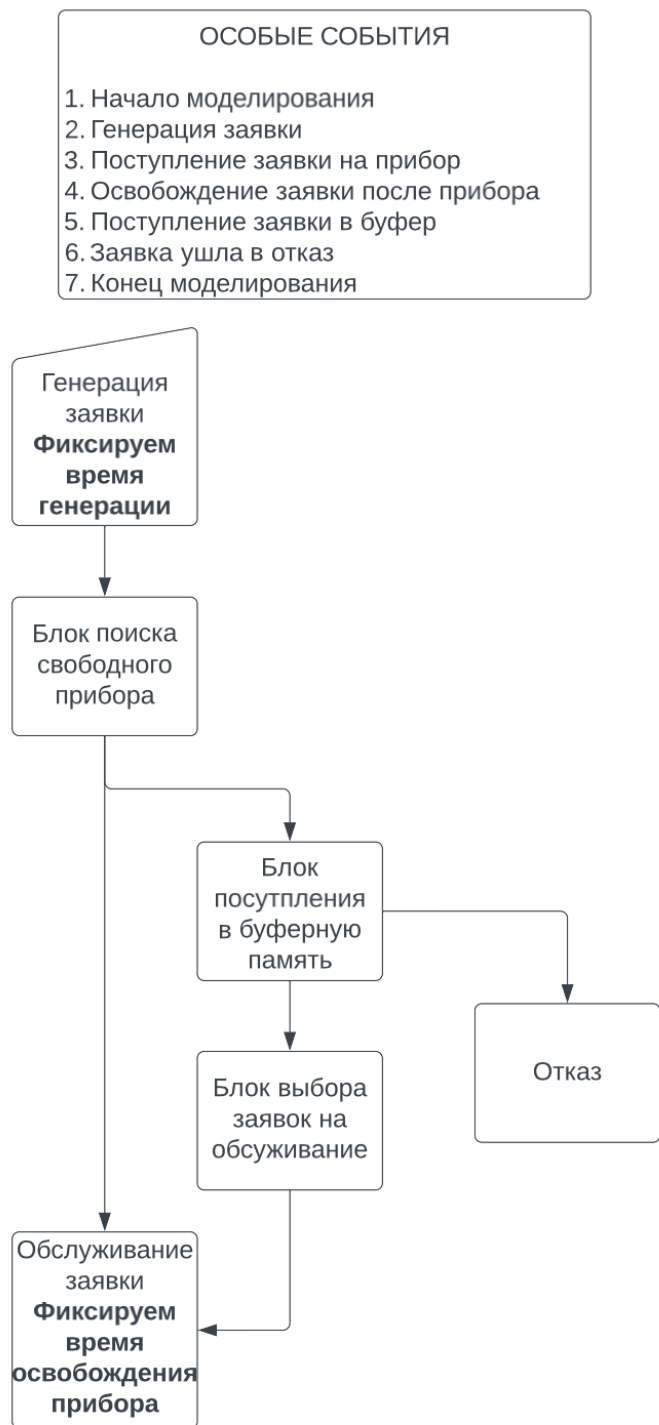 ОСОБЫЕ СОБЫТИЯ
1. Начало моделирования
2. Генерация заявки
3. Поступление заявки на прибор
4. Освобождение заявки после прибора
5. Поступление заявки в буфер
6. Заявка ушла в отказ
7. Конец моделирования
Генерация
заявки
Фиксируем
время
генерации
Блок поиска
свободного
прибора
Блок
посутпления
в буферную
память
Отказ
Блок выбора
заявок на
обсуживание
Обслуживание
заявки
Фиксируем
время
освобождения
прибора